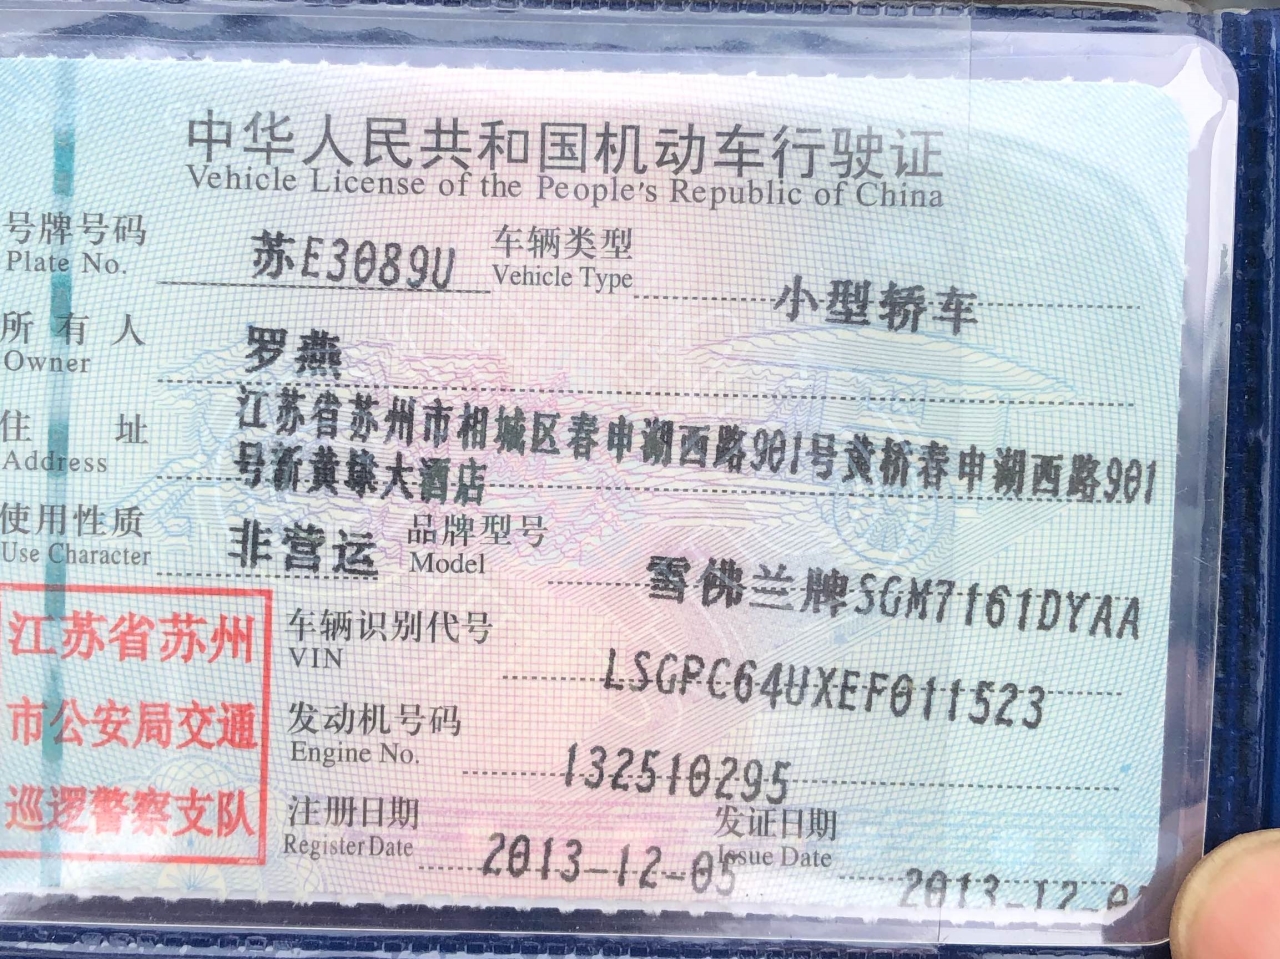 中华人民共和国机动车行驶证
Vehicle License of the People's Republic of China
号牌号码 苏E3089U 车辆类型 小型轿车
Plate No. Vehicle Type
所有人 罗燕
Owner
住址 江苏省苏州市相城区春申湖西路901号黄桥春申湖西路901
Address 号新黄埭大酒店
使用性质 非营运 品牌型号 雪佛兰牌SGM7161DYAA
Use Character Model
车辆识别代号 LSGPC64UXEF011523
VIN
发动机号码 132510295
Engine No.
注册日期 2013-12-05 发证日期 2013-12-0
Register Date Issue Date
江苏省苏州
市公安局交通
巡逻警察支队